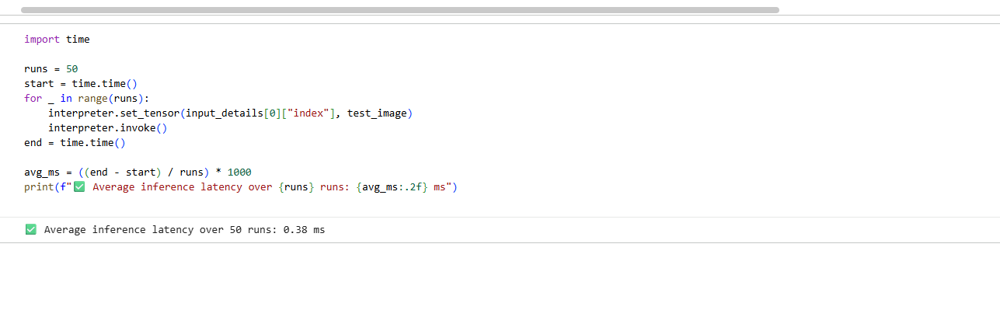 import time
runs = 50
start = time.time()
for _ in range(runs):
    interpreter.set_tensor(input_details[0]["index"], test_image)
    interpreter.invoke()
end = time.time()
avg_ms = ((end - start) / runs) * 1000
print(f"✅ Average inference latency over {runs} runs: {avg_ms:.2f} ms")
✅ Average inference latency over 50 runs: 0.38 ms